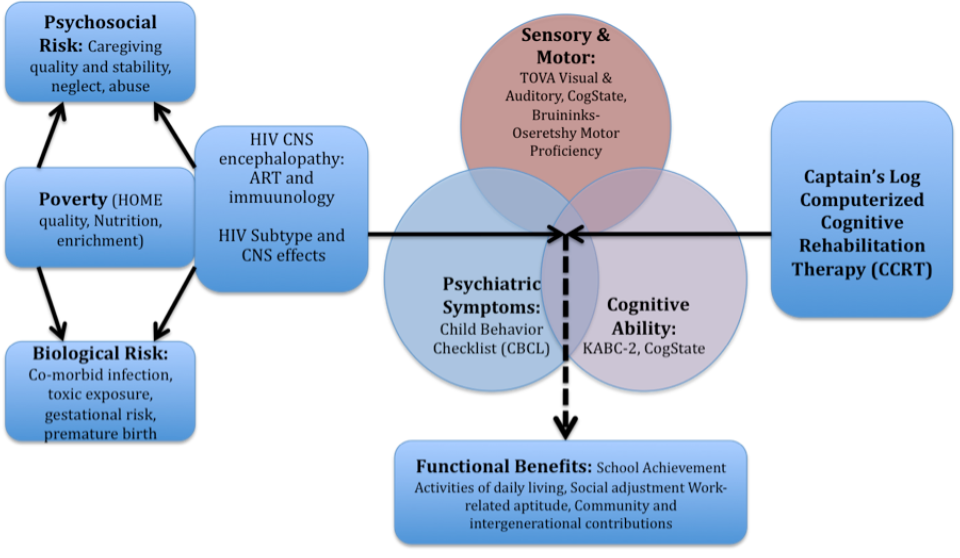 Psychosocial
Risk: Caregiving
quality and stability,
neglect, abuse
Poverty (HOME
quality, Nutrition,
enrichment)
Biological Risk:
Co-morbid infection,
toxic exposure,
gestational risk,
premature birth
HIV CNS
encephalopathy:
ART and
immuunology
HIV Subtype and
CNS effects
Sensory &
Motor:
TOVA Visual &
Auditory, CogState,
Bruininks-
Oseretshy Motor
Proficiency
Psychiatric
Symptoms:
Child Behavior
Checklist (CBCL)
Cognitive
Ability:
KABC-2, CogState
Captain's Log
Computerized
Cognitive
Rehabilitation
Therapy (CCRT)
Functional Benefits: School Achievement
Activities of daily living, Social adjustment Work-
related aptitude, Community and
intergenerational contributions